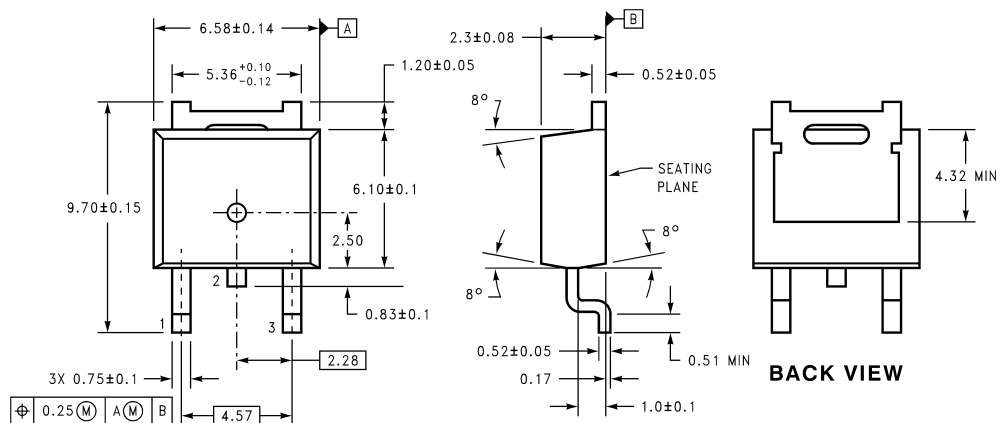 6.58±0.14
A
5.36 +0.10 -0.12
1.20±0.05
9.70±0.15
6.10±0.1
2.50
2
0.83±0.1
1
3
2.28
3X 0.75±0.1
⌖ 0.25 Ⓜ A Ⓜ B
4.57
B
2.3±0.08
0.52±0.05
8°
SEATING
PLANE
8°
8°
0.52±0.05
0.51 MIN
0.17
1.0±0.1
4.32 MIN
BACK VIEW